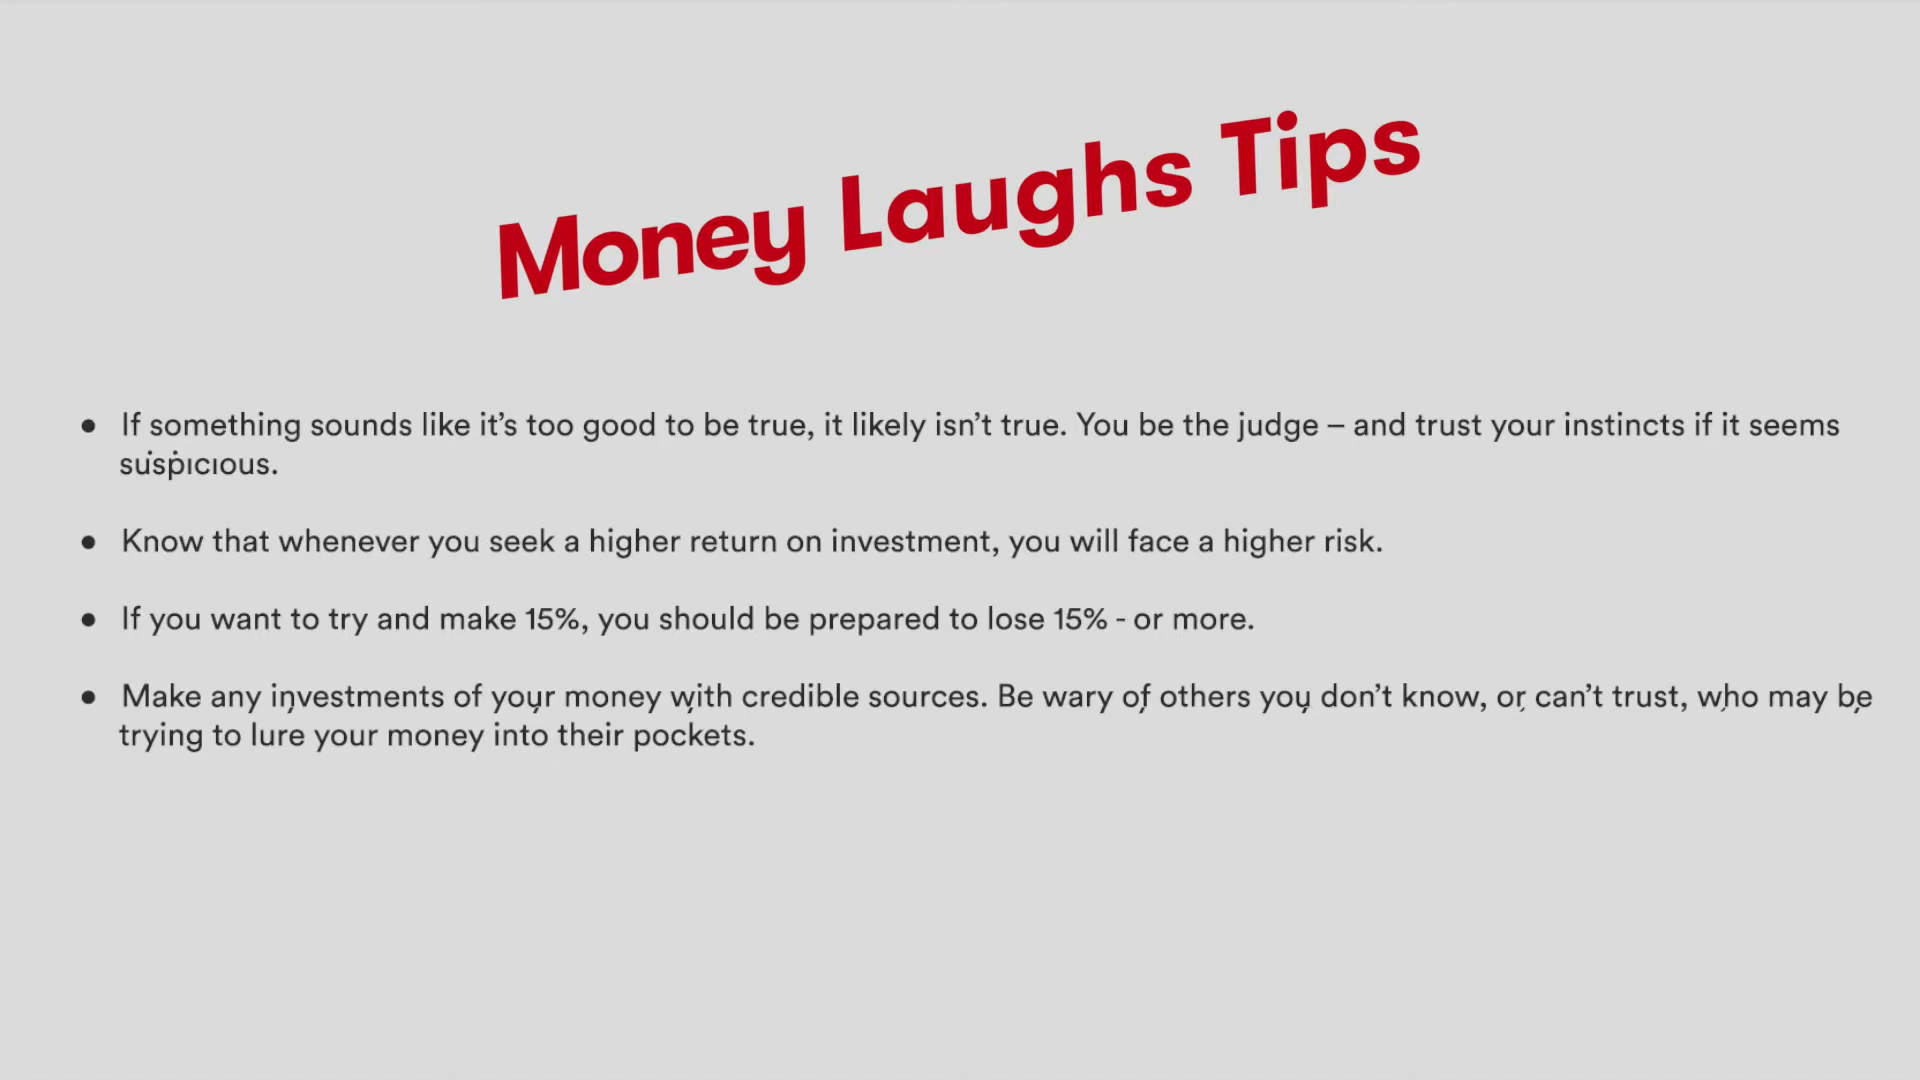 Money Laughs Tips
● If something sounds like it’s too good to be true, it likely isn’t true. You be the judge – and trust your instincts if it seems
suspicious.
● Know that whenever you seek a higher return on investment, you will face a higher risk.
● If you want to try and make 15%, you should be prepared to lose 15% - or more.
● Make any investments of your money with credible sources. Be wary of others you don’t know, or can’t trust, who may be
trying to lure your money into their pockets.